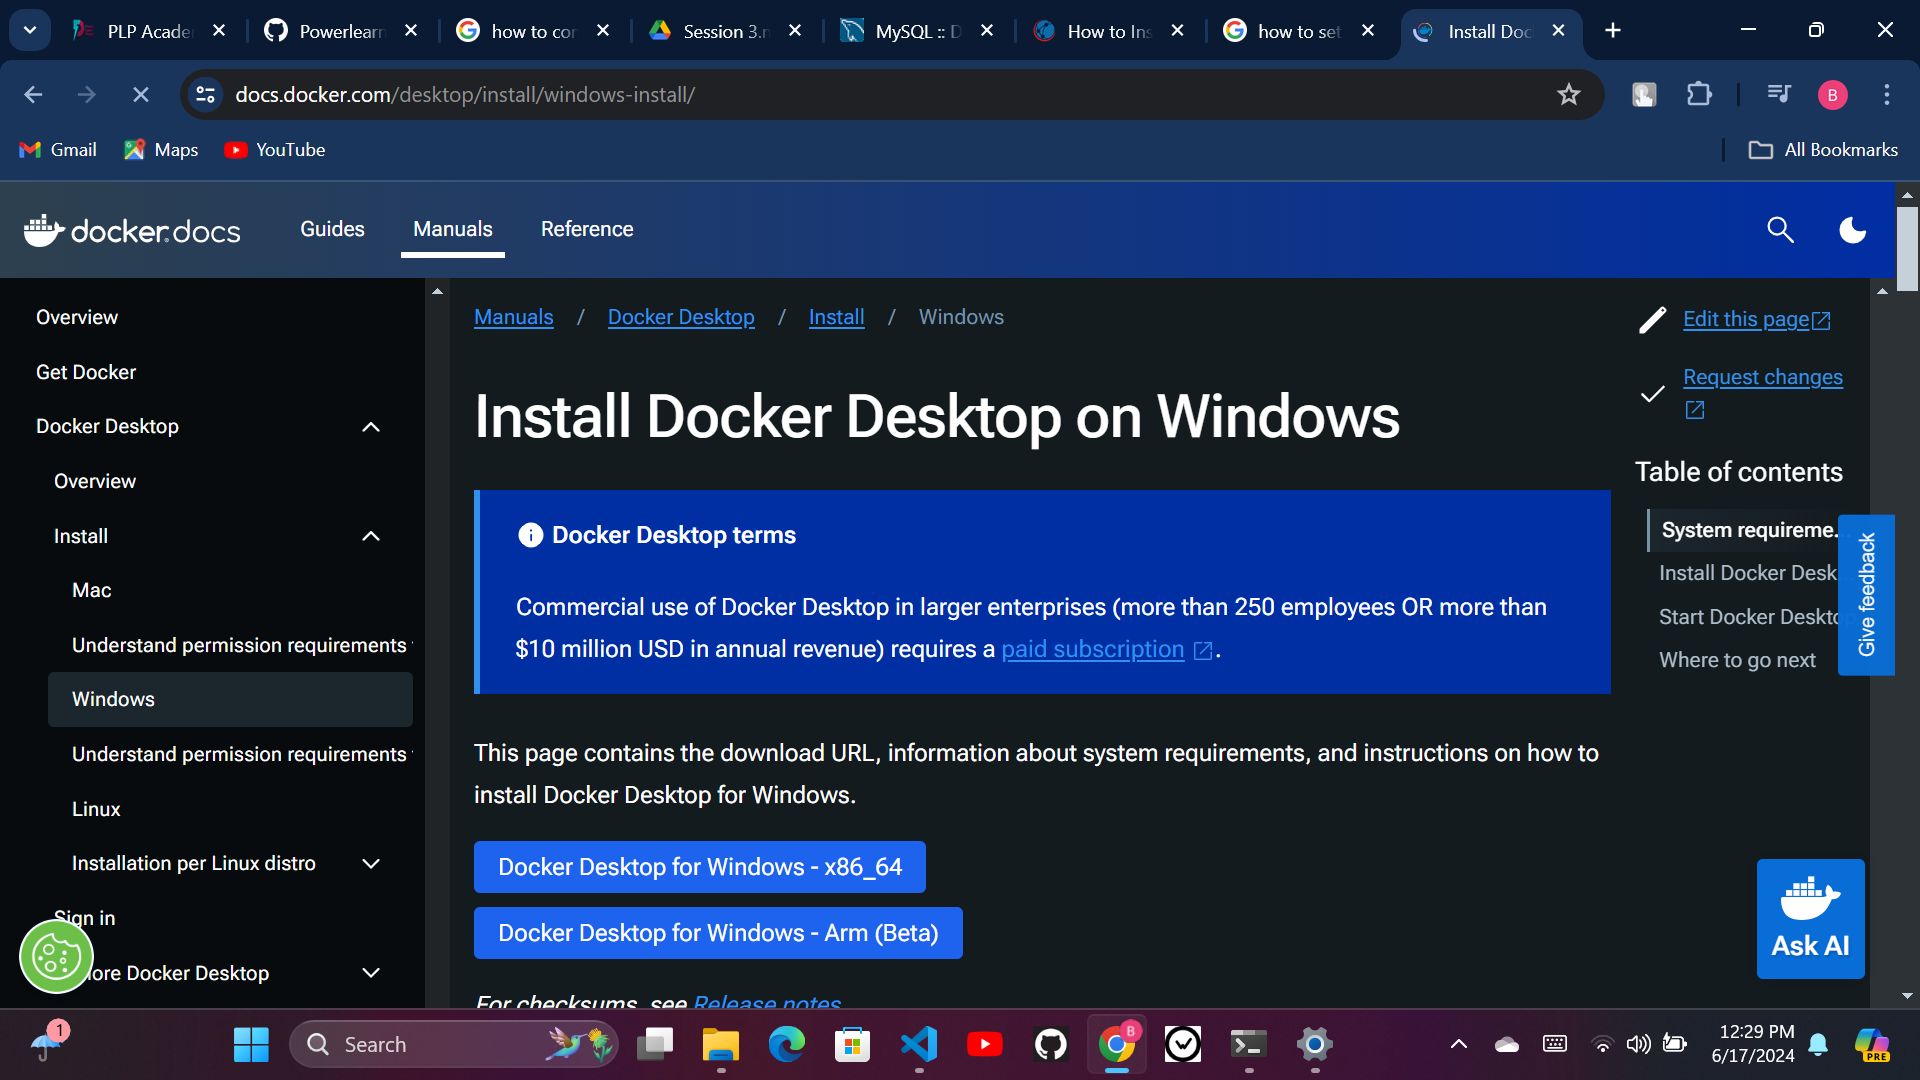 PLP Acade
Powerlearn
how to con
Session 3.n
MySQL :: D
How to Ins
how to set
Install Doc
docs.docker.com/desktop/install/windows-install/
B
Gmail
Maps
YouTube
All Bookmarks
docker.docs
Guides
Manuals
Reference
Overview
Get Docker
Docker Desktop
Overview
Install
Mac
Understand permission requirements
Windows
Understand permission requirements
Linux
Installation per Linux distro
Sign in
ore Docker Desktop
Manuals / Docker Desktop / Install / Windows
Install Docker Desktop on Windows
Docker Desktop terms
Commercial use of Docker Desktop in larger enterprises (more than 250 employees OR more than
$10 million USD in annual revenue) requires a paid subscription .
This page contains the download URL, information about system requirements, and instructions on how to
install Docker Desktop for Windows.
Docker Desktop for Windows - x86_64
Docker Desktop for Windows - Arm (Beta)
For checksums, see Release notes
Edit this page
Request changes
Table of contents
System requireme...
Install Docker Desk
Start Docker Deskto
Where to go next
Give feedback
Ask AI
1
Search
B
12:29 PM
6/17/2024
PRE